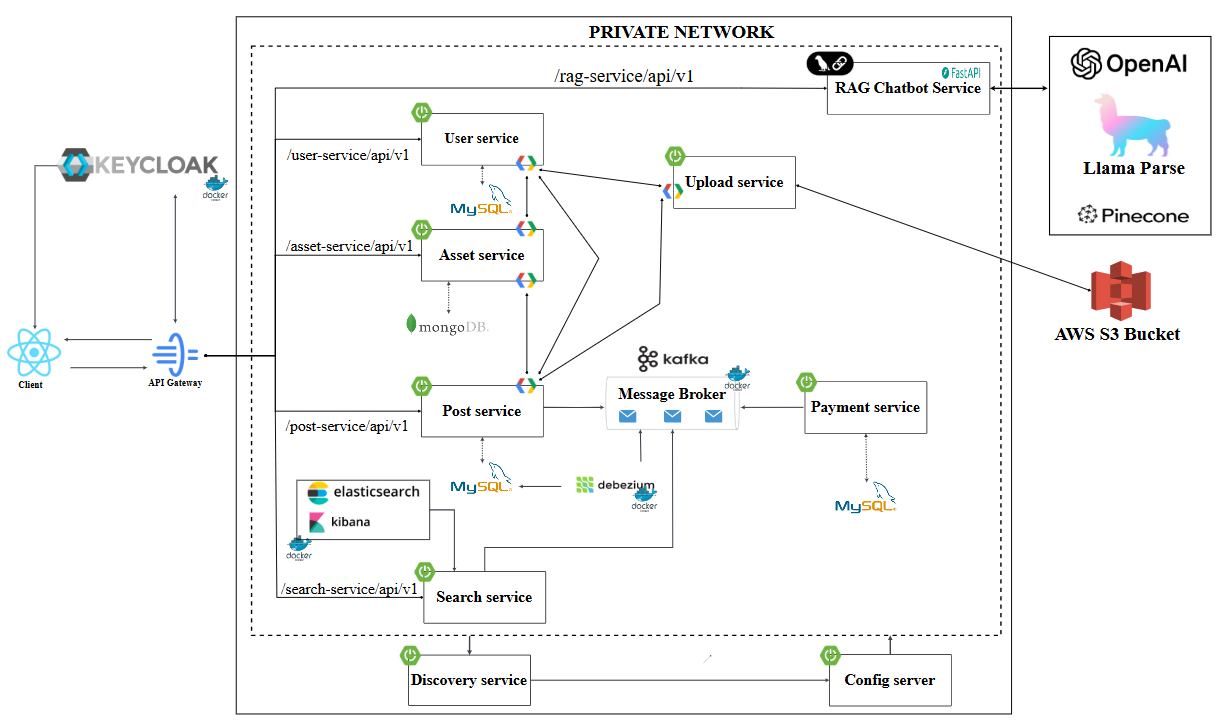 PRIVATE NETWORK
/rag-service/api/v1
FastAPI
RAG Chatbot Service
OpenAI
Llama Parse
Pinecone
User service
/user-service/api/v1
KEYCLOAK
docker
Upload service
MySQL
/asset-service/api/v1
Asset service
mongoDB.
AWS S3 Bucket
Client
API Gateway
kafka
Message Broker
docker
Payment service
Post service
/post-service/api/v1
MySQL
debezium
docker
MySQL
elasticsearch
kibana
docker
/search-service/api/v1
Search service
Discovery service
Config server